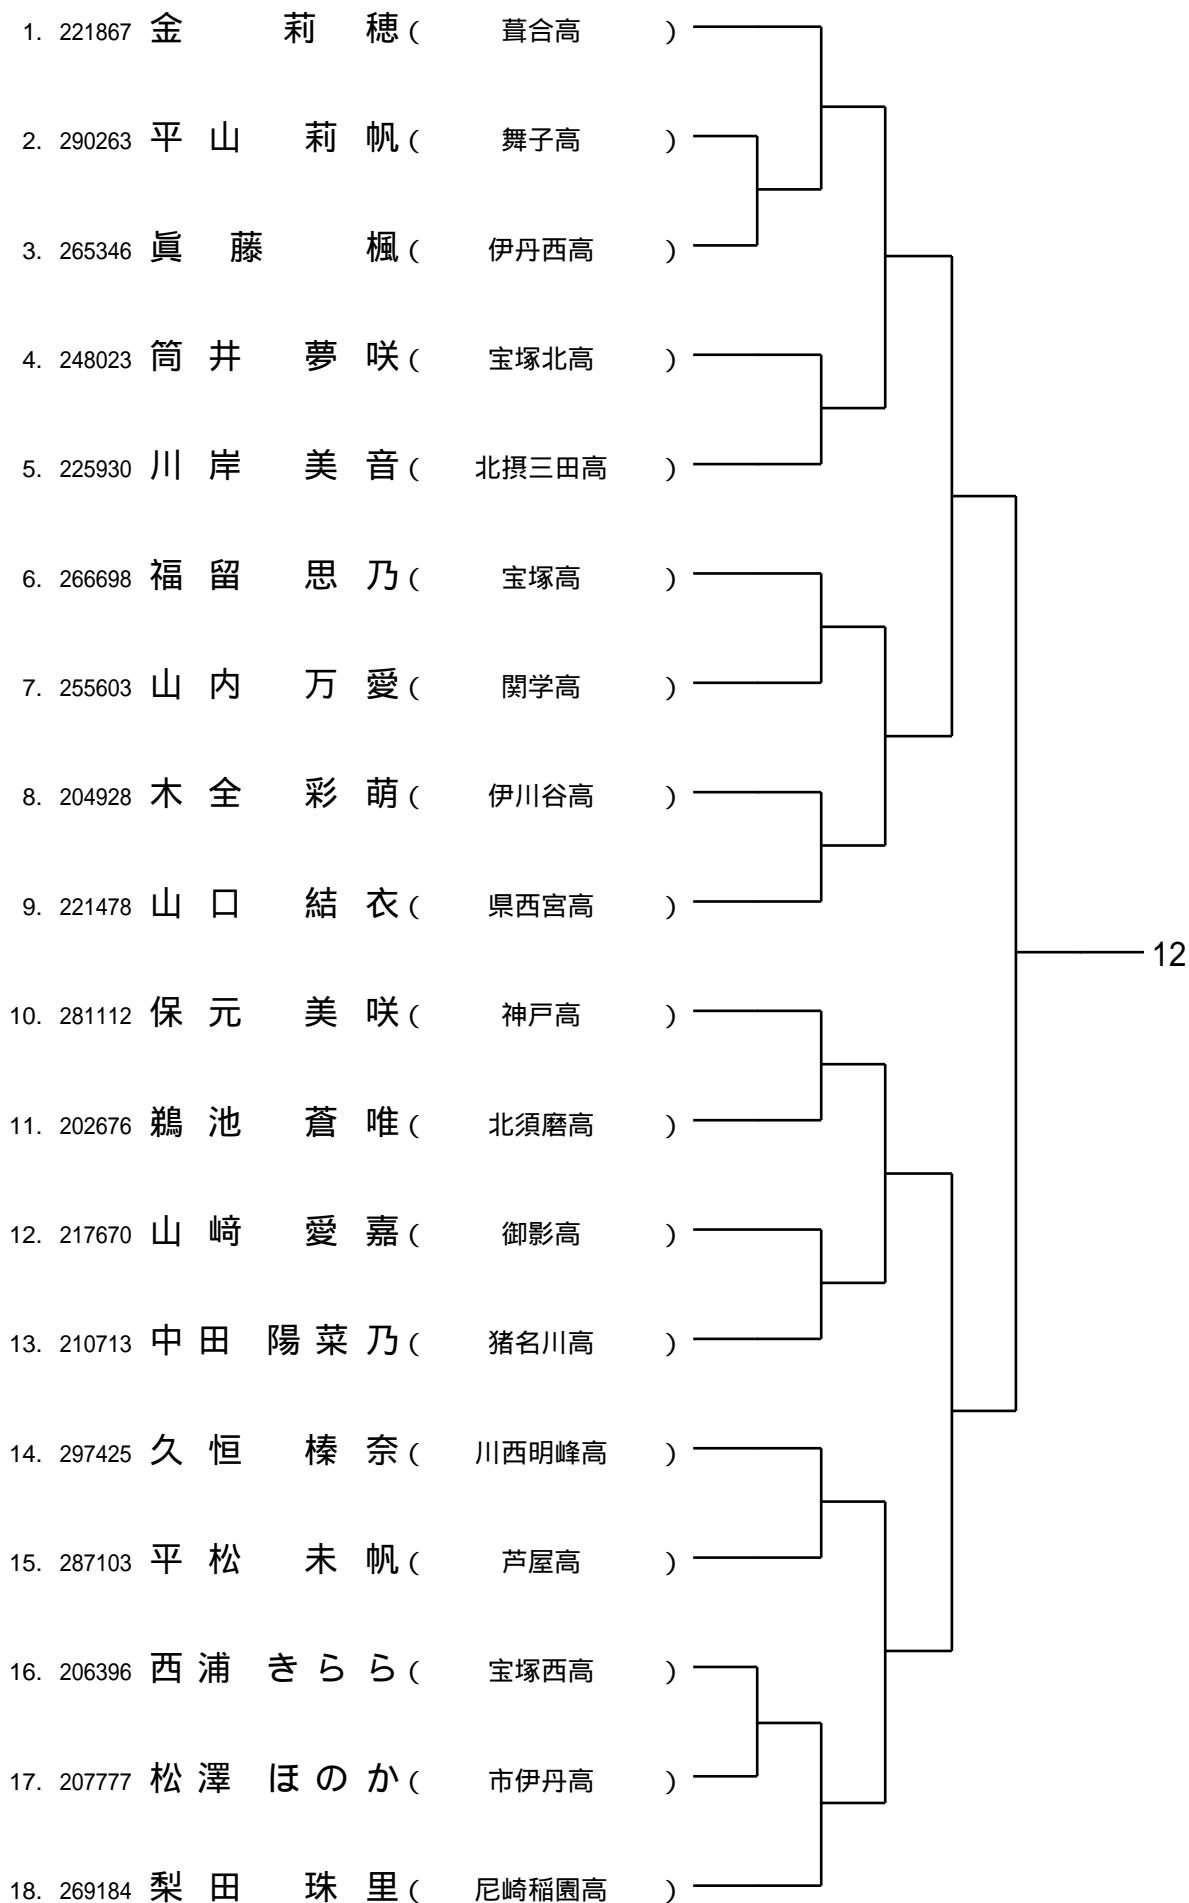 1. 221867 金 莉 穂 ( 葺合高 )
2. 290263 平 山 莉 帆 ( 舞子高 )
3. 265346 眞 藤 楓 ( 伊丹西高 )
4. 248023 筒 井 夢 咲 ( 宝塚北高 )
5. 225930 川 岸 美 音 ( 北摂三田高 )
6. 266698 福 留 思 乃 ( 宝塚高 )
7. 255603 山 内 万 愛 ( 関学高 )
8. 204928 木 全 彩 萌 ( 伊川谷高 )
9. 221478 山 口 結 衣 ( 県西宮高 )
12
10. 281112 保 元 美 咲 ( 神戸高 )
11. 202676 鵜 池 蒼 唯 ( 北須磨高 )
12. 217670 山 﨑 愛 嘉 ( 御影高 )
13. 210713 中 田 陽 菜 乃 ( 猪名川高 )
14. 297425 久 恒 榛 奈 ( 川西明峰高 )
15. 287103 平 松 未 帆 ( 芦屋高 )
16. 206396 西 浦 き ら ら ( 宝塚西高 )
17. 207777 松 澤 ほ の か ( 市伊丹高 )
18. 269184 梨 田 珠 里 ( 尼崎稲園高 )